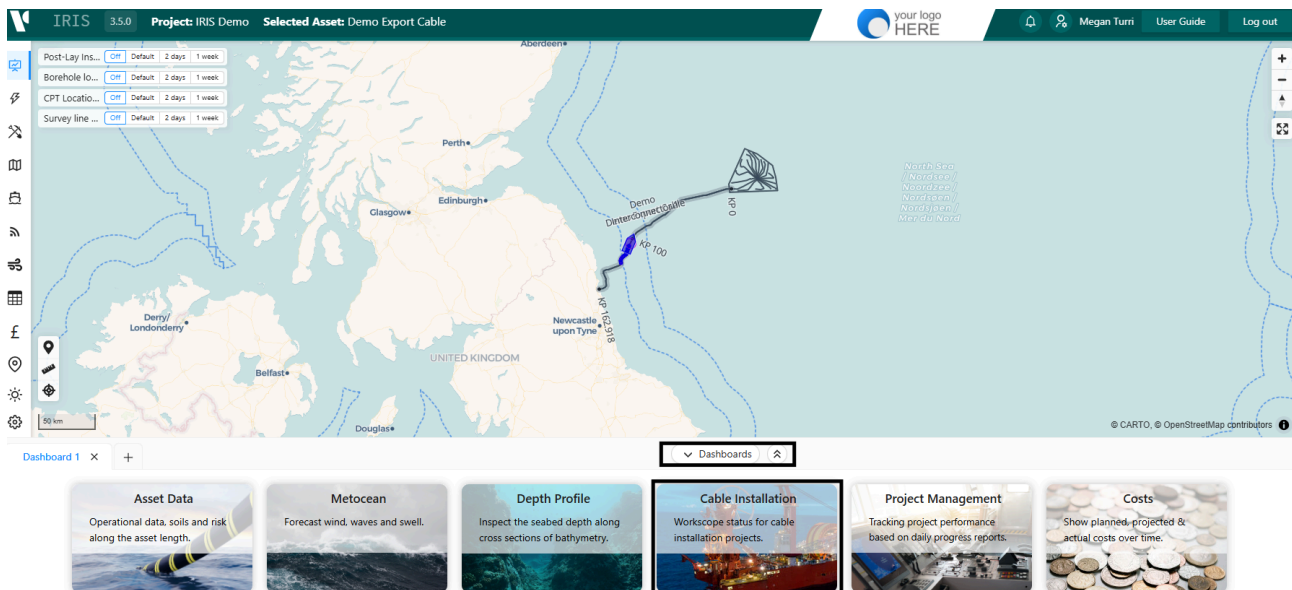 IRIS 3.5.0 Project: IRIS Demo Selected Asset: Demo Export Cable
your logo
HERE
Megan Turri User Guide Log out
Post-Lay Ins... Off Default 2 days 1 week
Borehole lo... Off Default 2 days 1 week
CPT Locatio... Off Default 2 days 1 week
Survey line ... Off Default 2 days 1 week
Aberdeen
Perth
Edinburgh
Glasgow
Demo
KP 0
KP 100
North Sea
/ Nordsee /
Noordzee /
Nordsøen /
Nordsjøen /
Mer du Nord
KP 162.918
Derry/
Londonderry
Newcastle
upon Tyne
UNITED KINGDOM
Belfast
Douglas
50 km
© CARTO, © OpenStreetMap contributors
Dashboard 1 × +
Dashboards
Asset Data
Operational data, soils and risk
along the asset length.
Metocean
Forecast wind, waves and swell.
Depth Profile
Inspect the seabed depth along
cross sections of bathymetry.
Cable Installation
Workscope status for cable
installation projects.
Project Management
Tracking project performance
based on daily progress reports.
Costs
Show planned, projected &
actual costs over time.